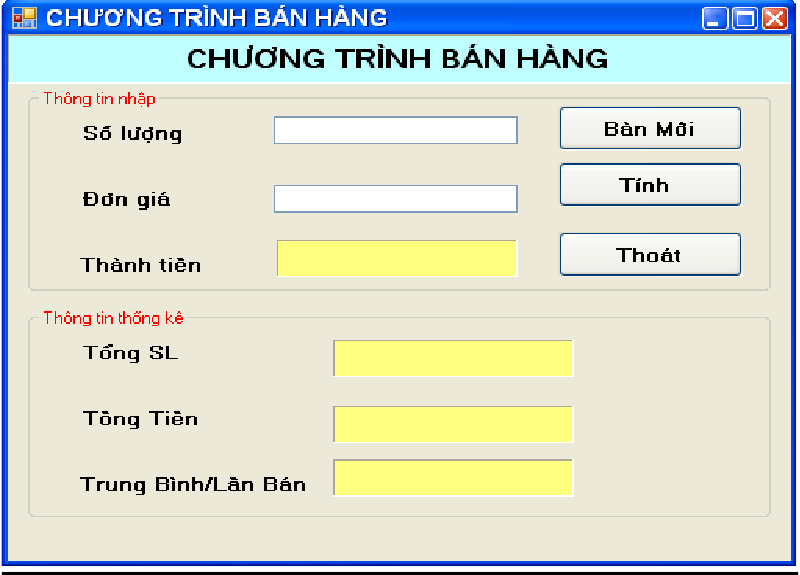 CHƯƠNG TRÌNH BÁN HÀNG
CHƯƠNG TRÌNH BÁN HÀNG
Thông tin nhập
Số lượng
Bàn Mới
Đơn giá
Tính
Thành tiền
Thoát
Thông tin thống kê
Tổng SL
Tổng Tiền
Trung Bình/Lần Bán